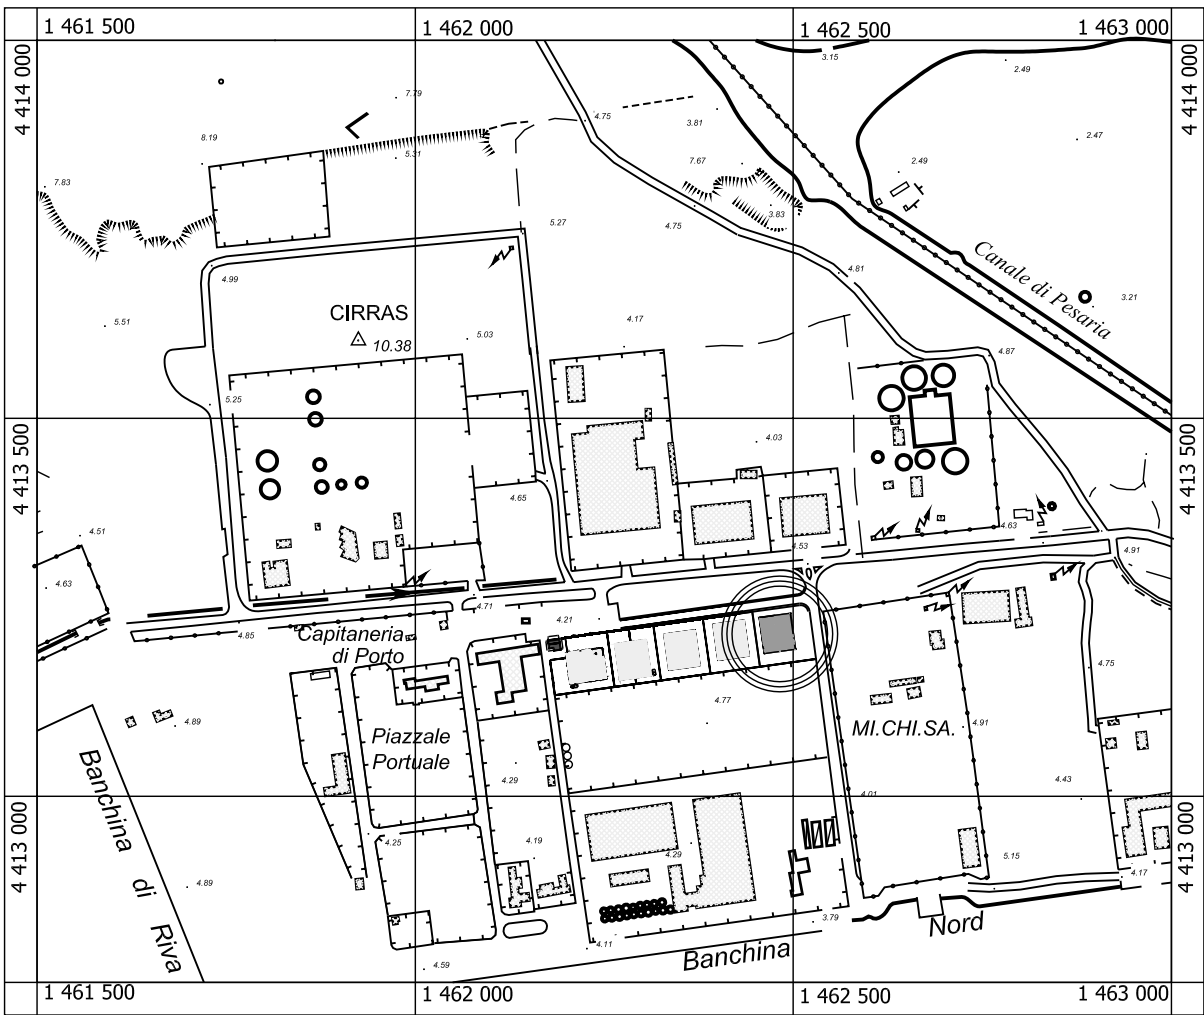 1 461 500
1 462 000
1 462 500
1 463 000
4 414 000
4 414 000
3.15
2.49
7.79
8.19
4.75
3.81
2.47
5.31
7.67
2.49
7.83
3.83
5.27
4.75
Canale di Pesaria
4.81
4.99
3.21
CIRRAS
10.38
5.51
5.03
4.17
4.87
5.25
4 413 500
4 413 500
4.03
4.65
4.51
4.63
4.53
4.91
4.63
4.71
4.21
4.85
Capitaneria
di Porto
4.75
4.77
4.89
MI.CHI.SA.
4.91
Piazzale
Portuale
4.29
4.43
Banchina di Riva
4.01
4 413 000
4 413 000
4.25
4.19
4.29
5.15
4.17
4.89
3.79
Nord
4.11
Banchina
4.59
1 461 500
1 462 000
1 462 500
1 463 000